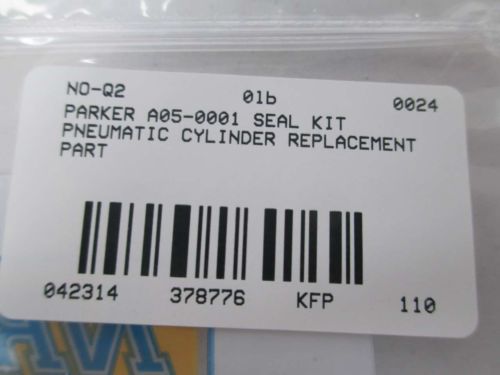 NO-Q2 01b 0024
PARKER A05-0001 SEAL KIT
PNEUMATIC CYLINDER REPLACEMENT
PART
042314 378776 KFP 110